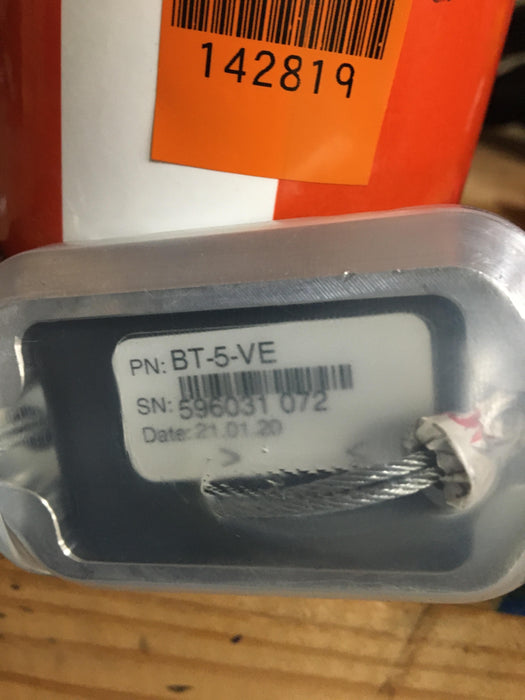 142819
PN: BT-5-VE
SN: 596031 072
Date: 21.01.20
> <